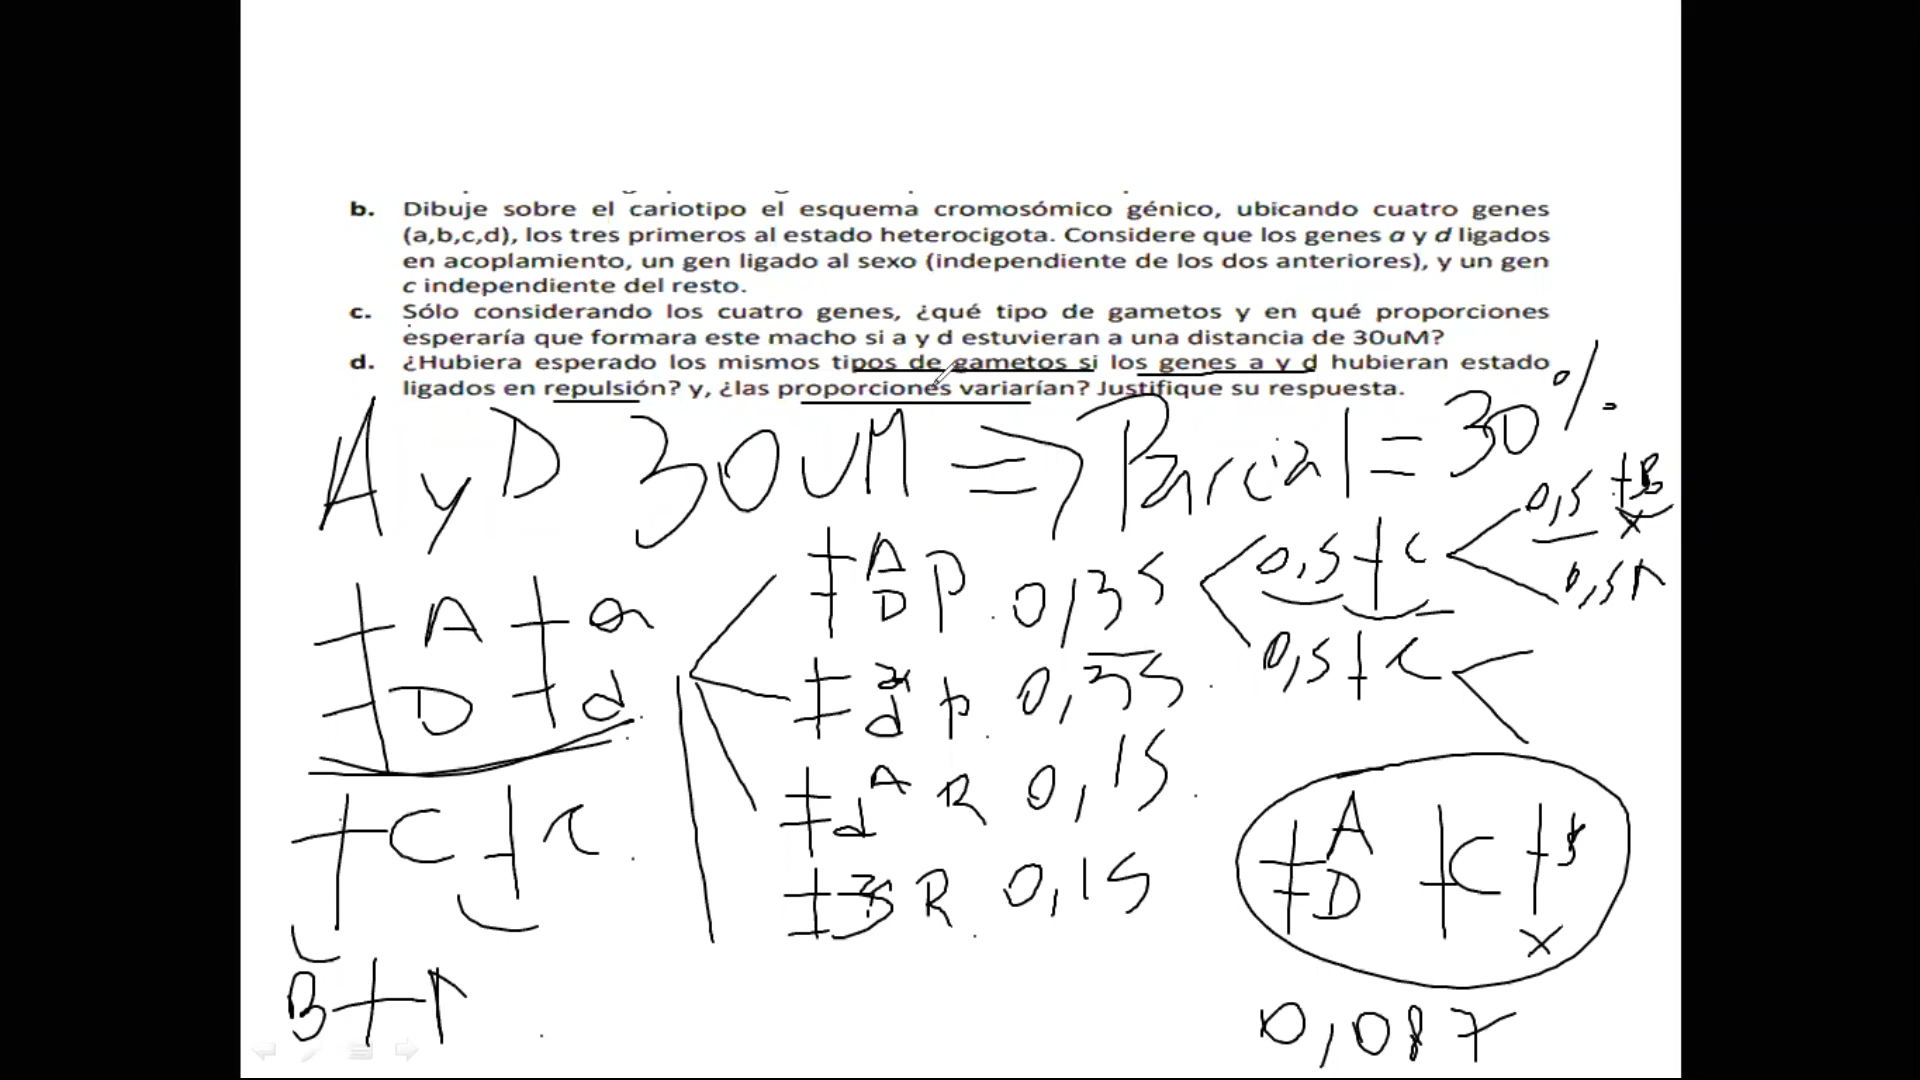 b. Dibuje sobre el cariotipo el esquema cromosómico génico, ubicando cuatro genes
(a,b,c,d), los tres primeros al estado heterocigota. Considere que los genes a y d ligados
en acoplamiento, un gen ligado al sexo (independiente de los dos anteriores), y un gen
c independiente del resto.
c. Sólo considerando los cuatro genes, ¿qué tipo de gametos y en qué proporciones
esperaría que formara este macho si a y d estuvieran a una distancia de 30uM?
d. ¿Hubiera esperado los mismos tipos de gametos si los genes a y d hubieran estado
ligados en repulsión? y, ¿las proporciones variarían? Justifique su respuesta.
A y D 30 uM => Parcial = 30%
0,5 B
x
A D P 0,35
0,5 c
0,5
A a
D d
d p 0,35
0,5 c
A d R 0,15
C c
R 0,15
A D C
x
B
0,087